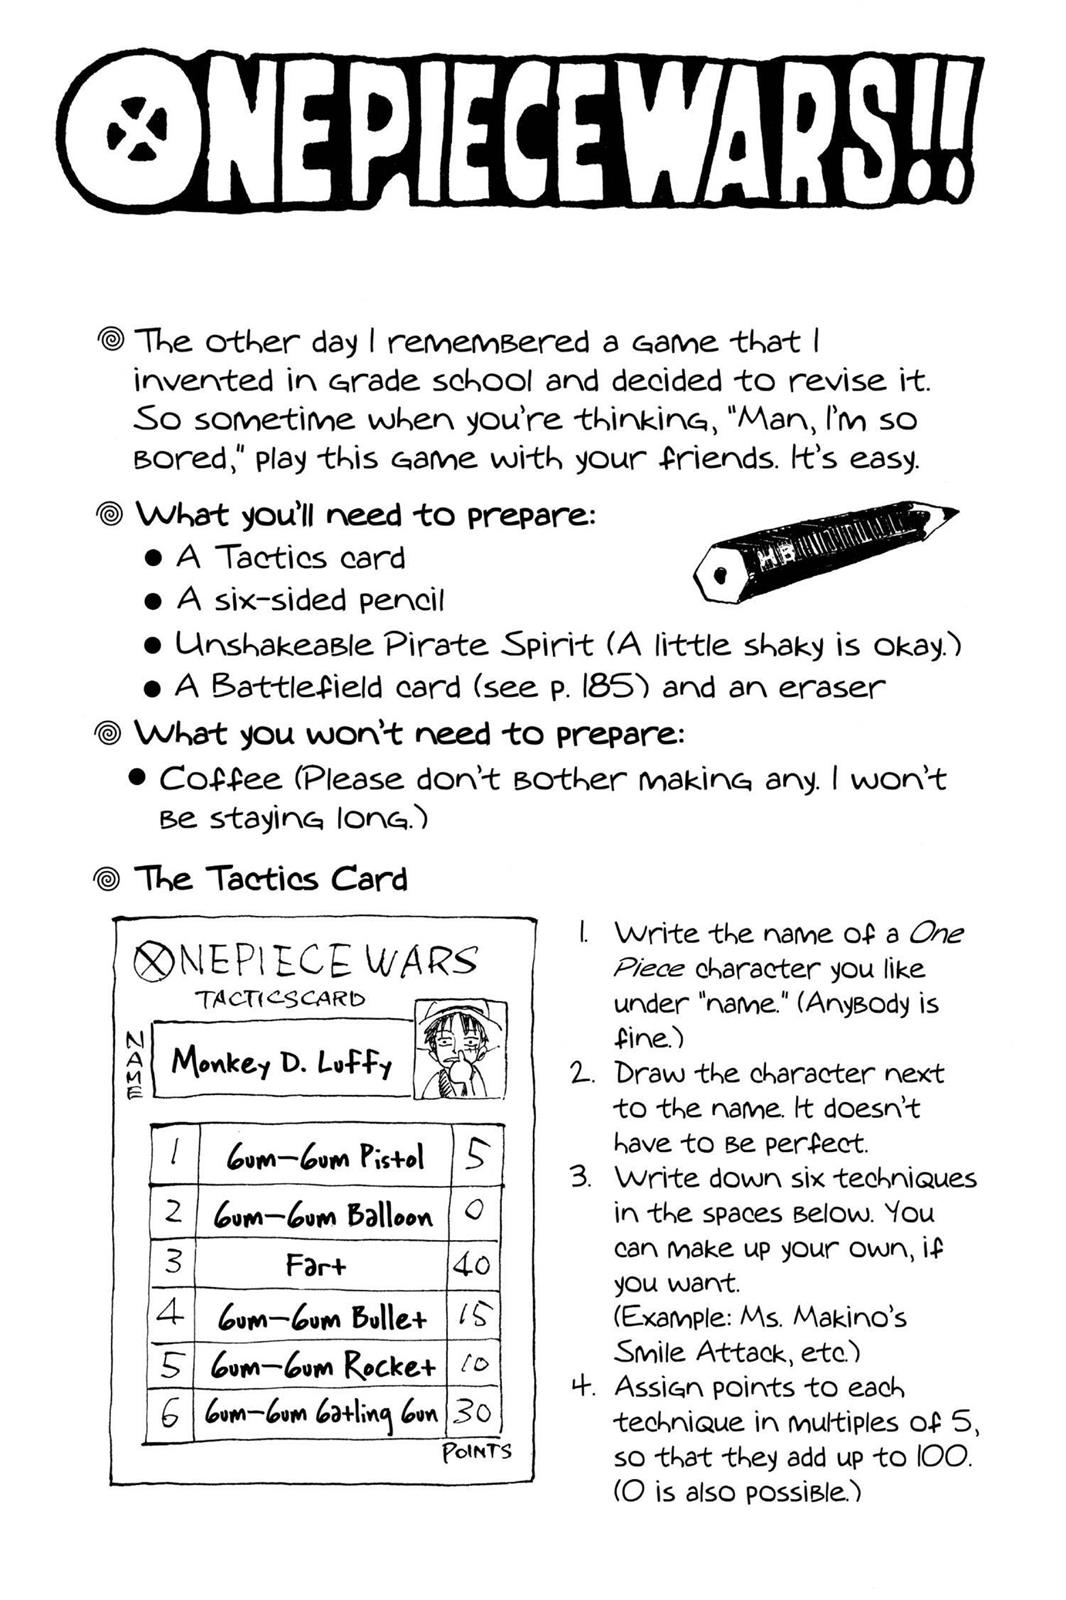 ONE PIECE WARS!!
The other day I remembered a game that I
invented in grade school and decided to revise it.
So sometime when you're thinking, "Man, I'm so
bored," play this game with your friends. It's easy.
What you'll need to prepare:
• A Tactics card
• A six-sided pencil
• Unshakeable Pirate Spirit (A little shaky is okay.)
• A Battlefield card (see p. 185) and an eraser
HB
What you won't need to prepare:
• Coffee (Please don't bother making any. I won't
be staying long.)
The Tactics Card
ONE PIECE WARS
TACTICS CARD
NAME
Monkey D. Luffy
1 Gum-Gum Pistol 5
2 Gum-Gum Balloon 0
3 Fart 40
4 Gum-Gum Bullet 15
5 Gum-Gum Rocket 10
6 Gum-Gum Gatling Gun 30
POINTS
1. Write the name of a One
Piece character you like
under "name." (Anybody is
fine.)
2. Draw the character next
to the name. It doesn't
have to be perfect.
3. Write down six techniques
in the spaces below. You
can make up your own, if
you want.
(Example: Ms. Makino's
Smile Attack, etc.)
4. Assign points to each
technique in multiples of 5,
so that they add up to 100.
(0 is also possible.)